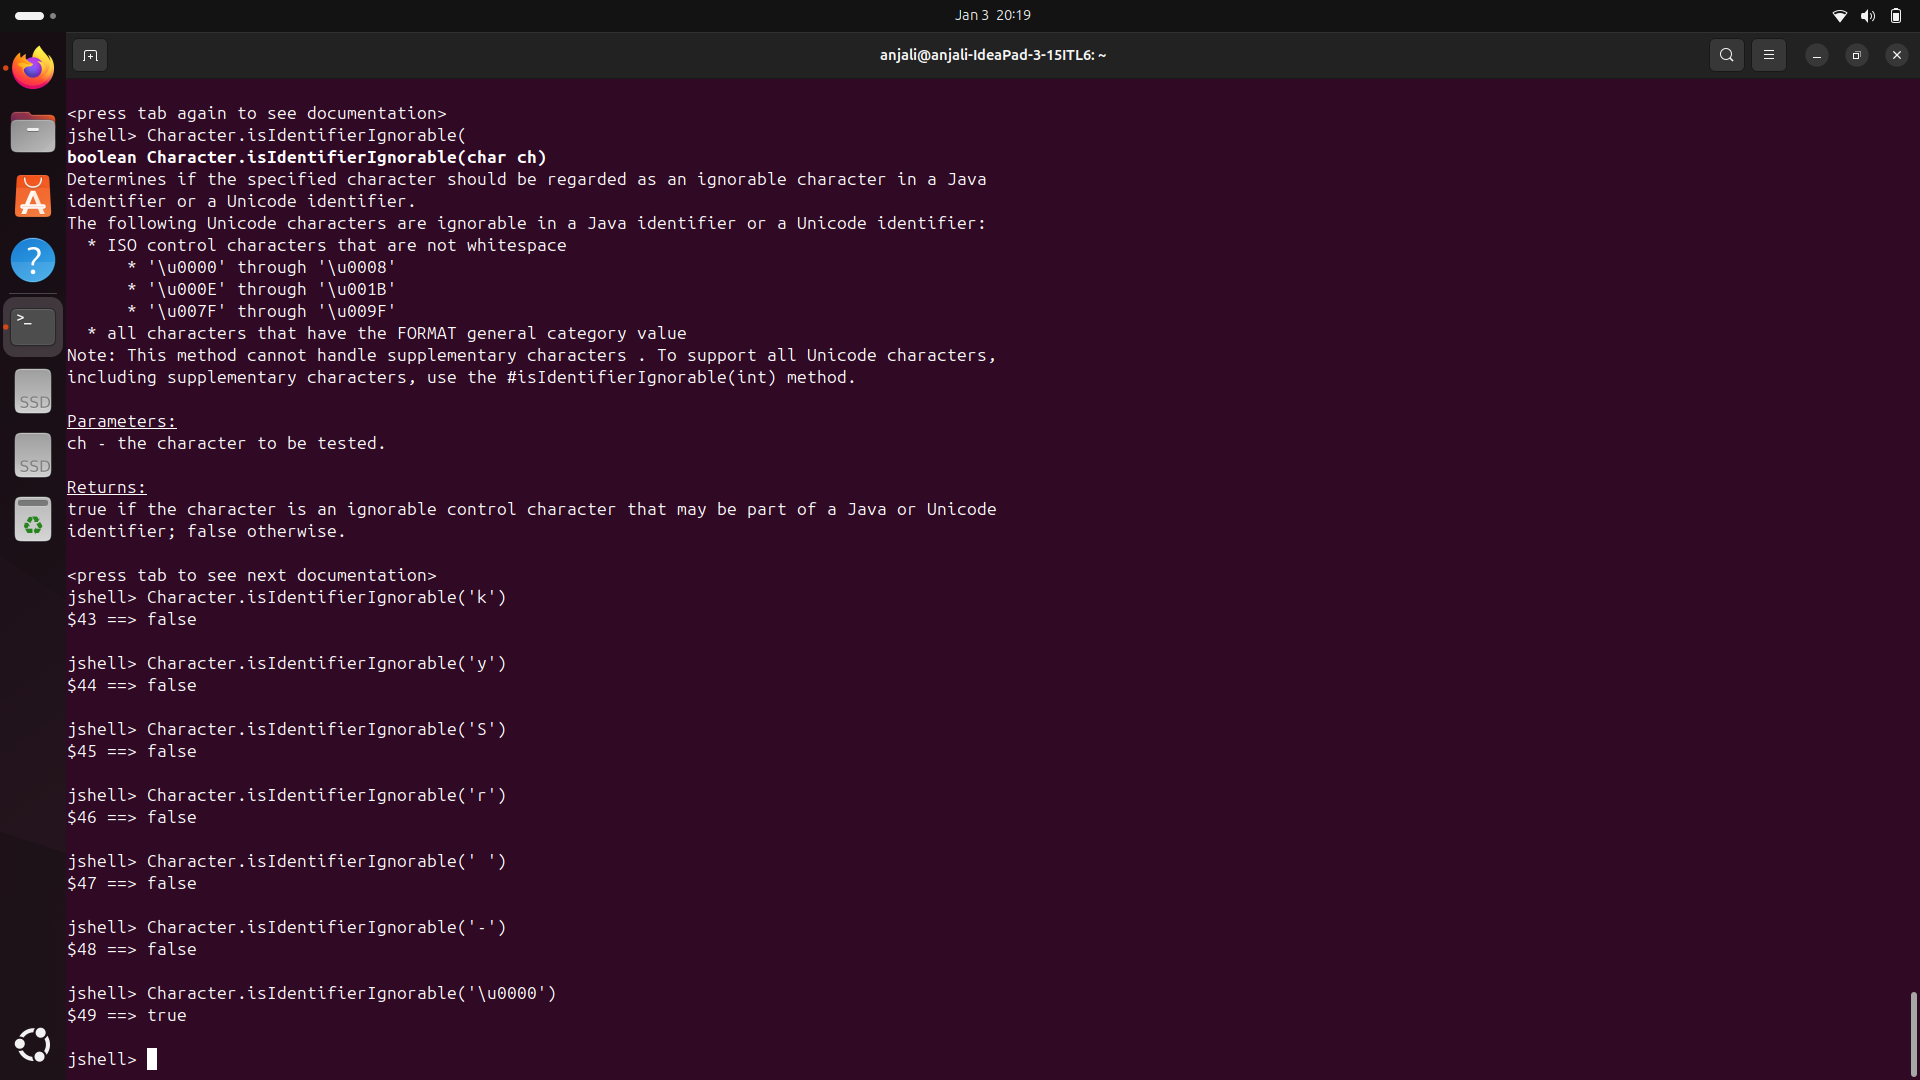 Jan 3 20:19
anjali@anjali-IdeaPad-3-15ITL6: ~
<press tab again to see documentation>
jshell> Character.isIdentifierIgnorable(
boolean Character.isIdentifierIgnorable(char ch)
Determines if the specified character should be regarded as an ignorable character in a Java
identifier or a Unicode identifier.
The following Unicode characters are ignorable in a Java identifier or a Unicode identifier:
  * ISO control characters that are not whitespace
      * '\u0000' through '\u0008'
      * '\u000E' through '\u001B'
      * '\u007F' through '\u009F'
  * all characters that have the FORMAT general category value
Note: This method cannot handle supplementary characters . To support all Unicode characters,
including supplementary characters, use the #isIdentifierIgnorable(int) method.
Parameters:
ch - the character to be tested.
Returns:
true if the character is an ignorable control character that may be part of a Java or Unicode
identifier; false otherwise.
<press tab to see next documentation>
jshell> Character.isIdentifierIgnorable('k')
$43 ==> false
jshell> Character.isIdentifierIgnorable('y')
$44 ==> false
jshell> Character.isIdentifierIgnorable('S')
$45 ==> false
jshell> Character.isIdentifierIgnorable('r')
$46 ==> false
jshell> Character.isIdentifierIgnorable(' ')
$47 ==> false
jshell> Character.isIdentifierIgnorable('-')
$48 ==> false
jshell> Character.isIdentifierIgnorable('\u0000')
$49 ==> true
jshell>
>_
SSD
SSD